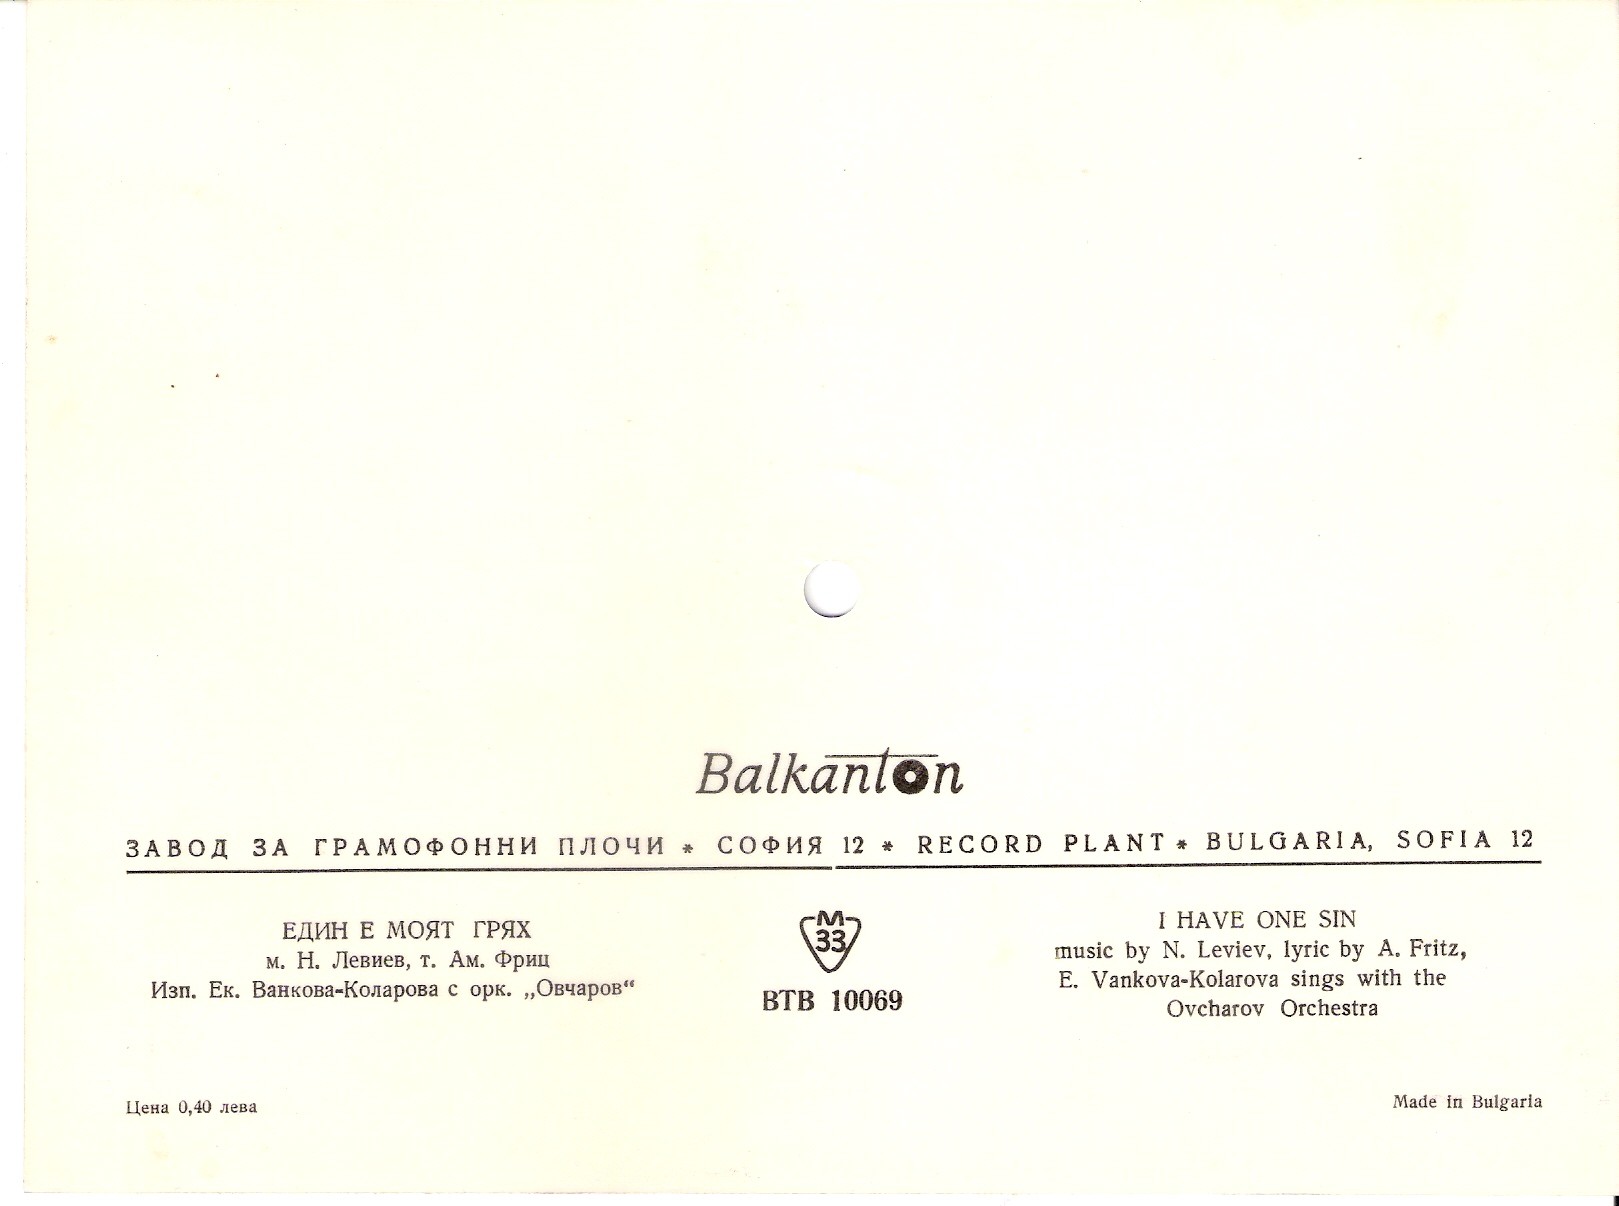 Balkanton
ЗАВОД ЗА ГРАМОФОННИ ПЛОЧИ * СОФИЯ 12 * RECORD PLANT * BULGARIA, SOFIA 12
ЕДИН Е МОЯТ ГРЯХ
м. Н. Левиев, т. Ам. Фриц
Изп. Ек. Ванкова-Коларова с орк. „Овчаров“
М
33
ВТВ 10069
I HAVE ONE SIN
music by N. Leviev, lyric by A. Fritz,
E. Vankova-Kolarova sings with the
Ovcharov Orchestra
Цена 0,40 лева
Made in Bulgaria